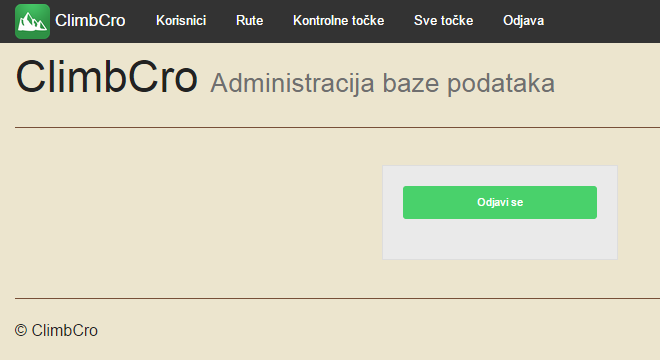 ClimbCro Korisnici Rute Kontrolne točke Sve točke Odjava
ClimbCro Administracija baze podataka
Odjavi se
© ClimbCro